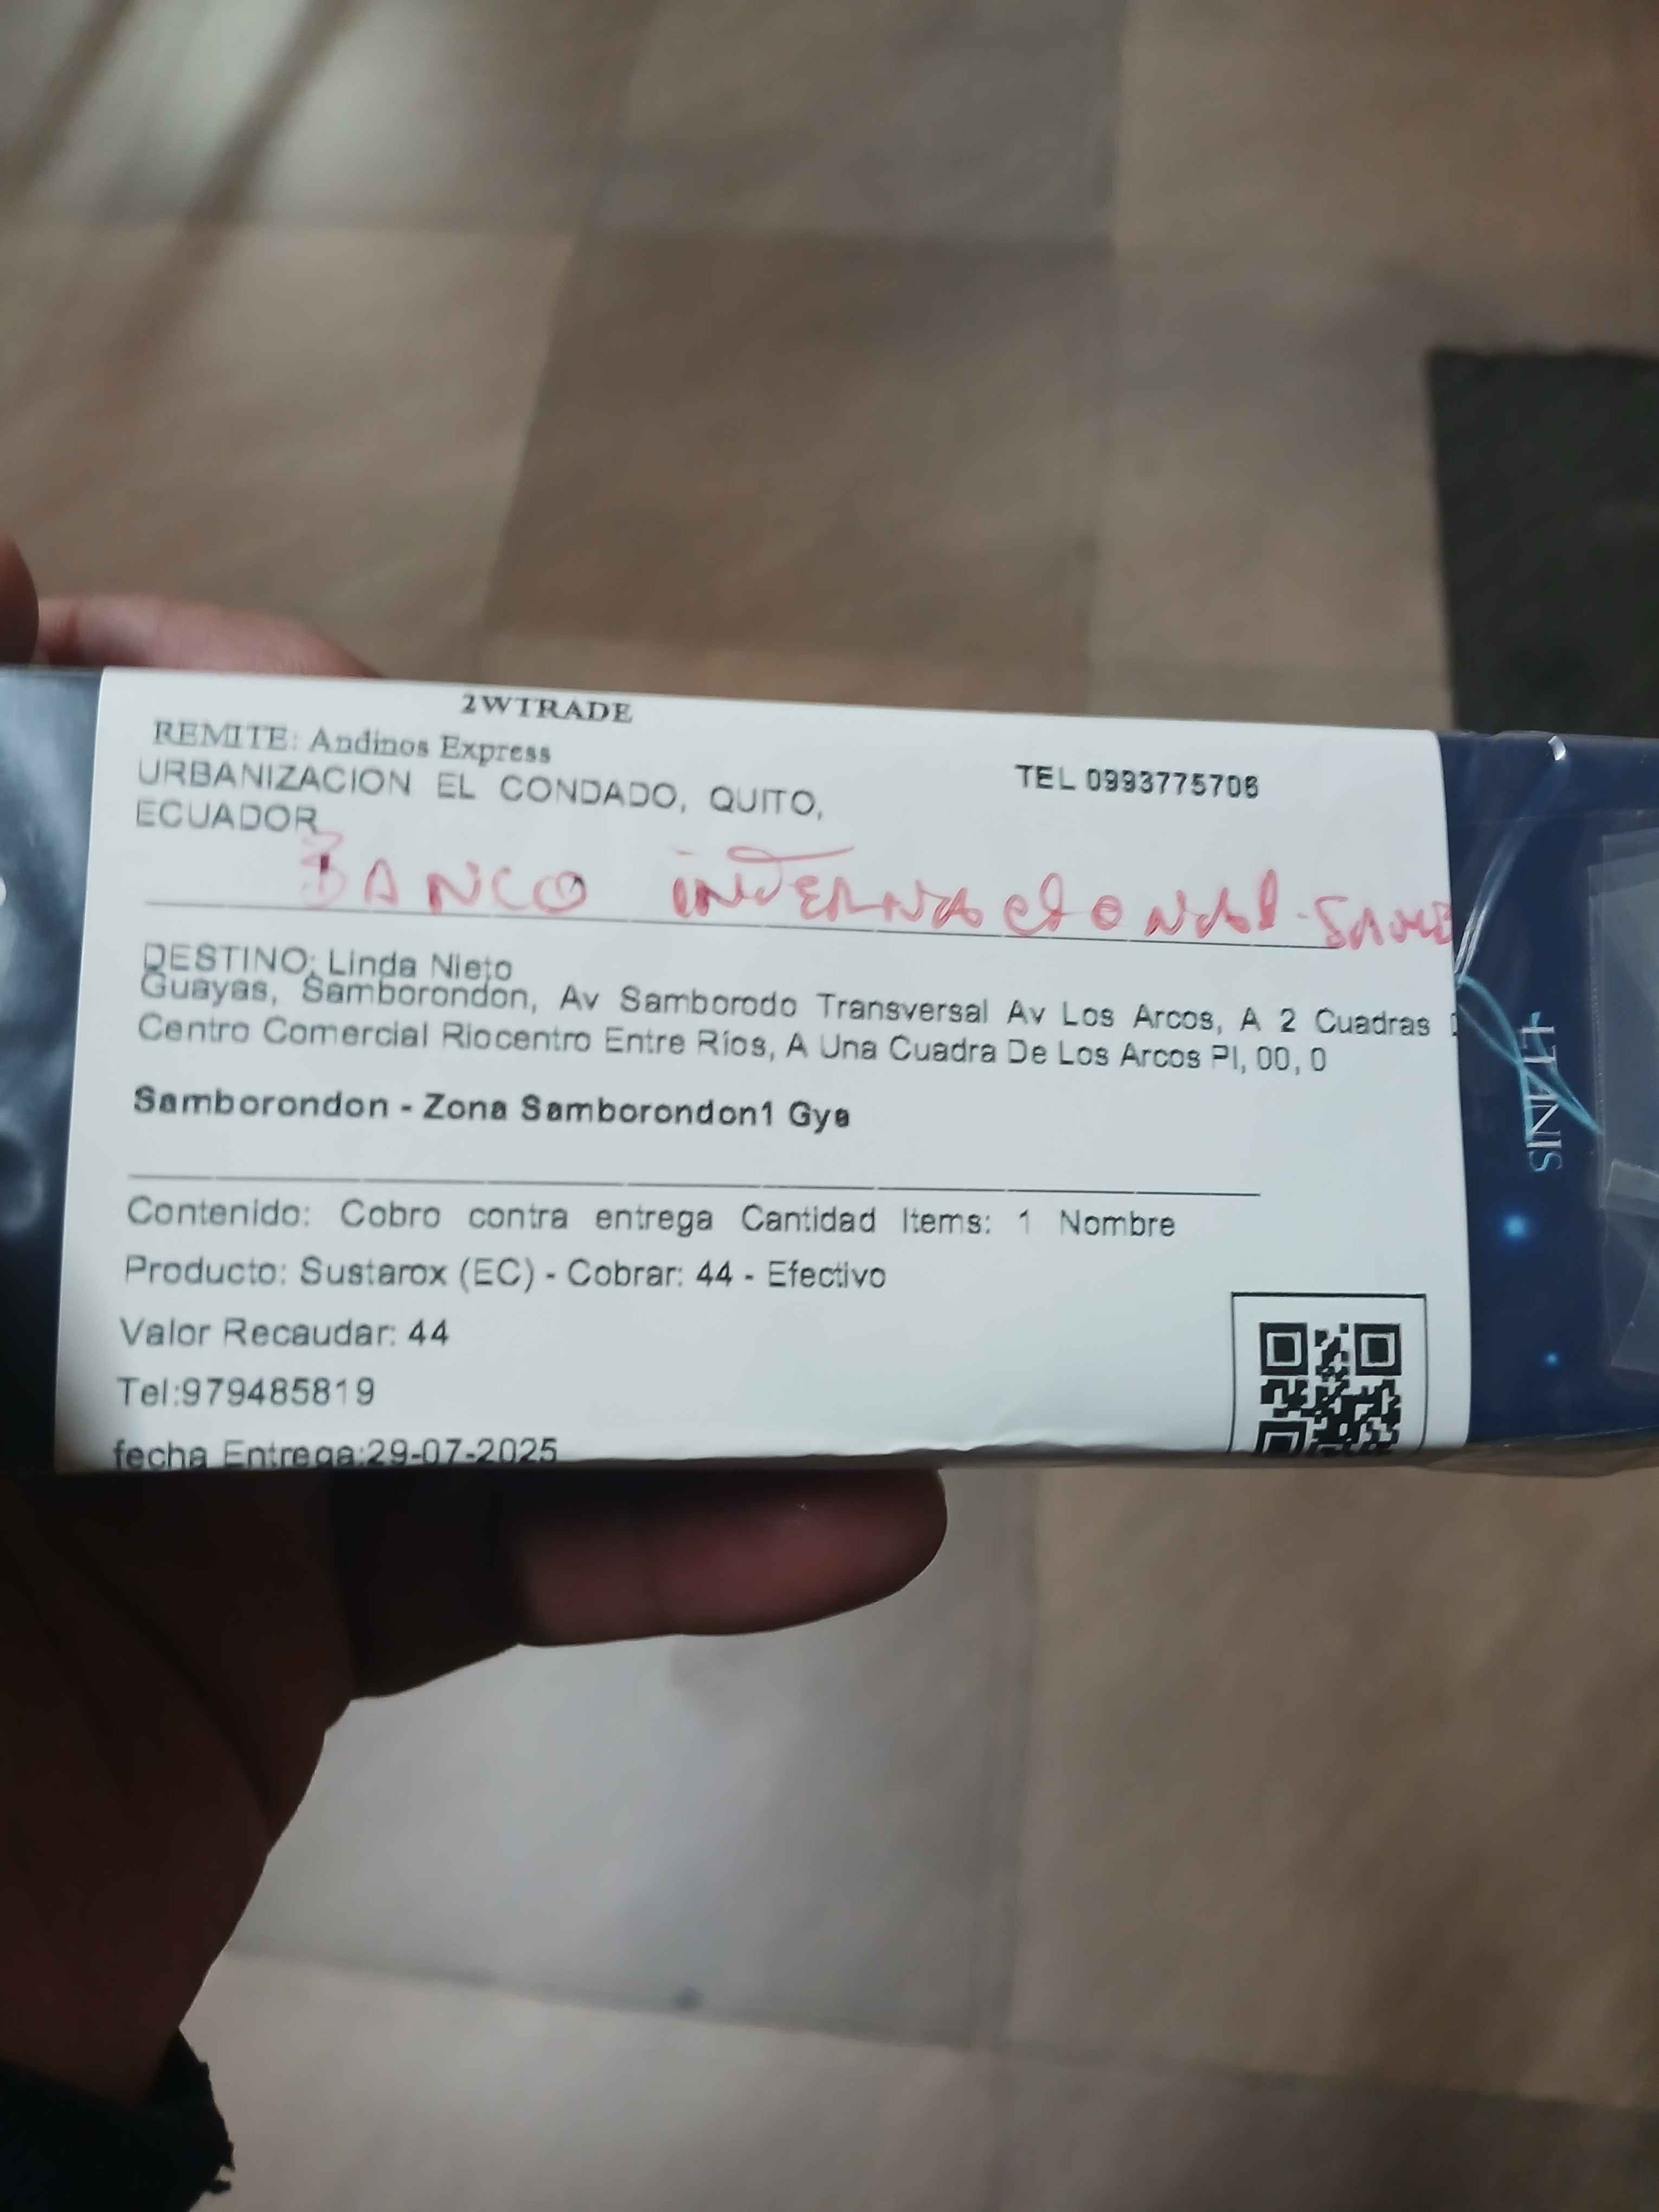 2WTRADE
REMITE: Andinos Express
URBANIZACION EL CONDADO, QUITO,
ECUADOR
TEL 0993775706
BANCO INTERNACIONAL - SAMB
DESTINO: Linda Nieto
Guayas, Samborondon, Av Samborodo Transversal Av Los Arcos, A 2 Cuadras
Centro Comercial Riocentro Entre Ríos, A Una Cuadra De Los Arcos Pl, 00, 0
Samborondon - Zona Samborondon1 Gye
Contenido: Cobro contra entrega Cantidad Items: 1 Nombre
Producto: Sustarox (EC) - Cobrar: 44 - Efectivo
Valor Recaudar: 44
Tel:979485819
fecha Entrega:29-07-2025